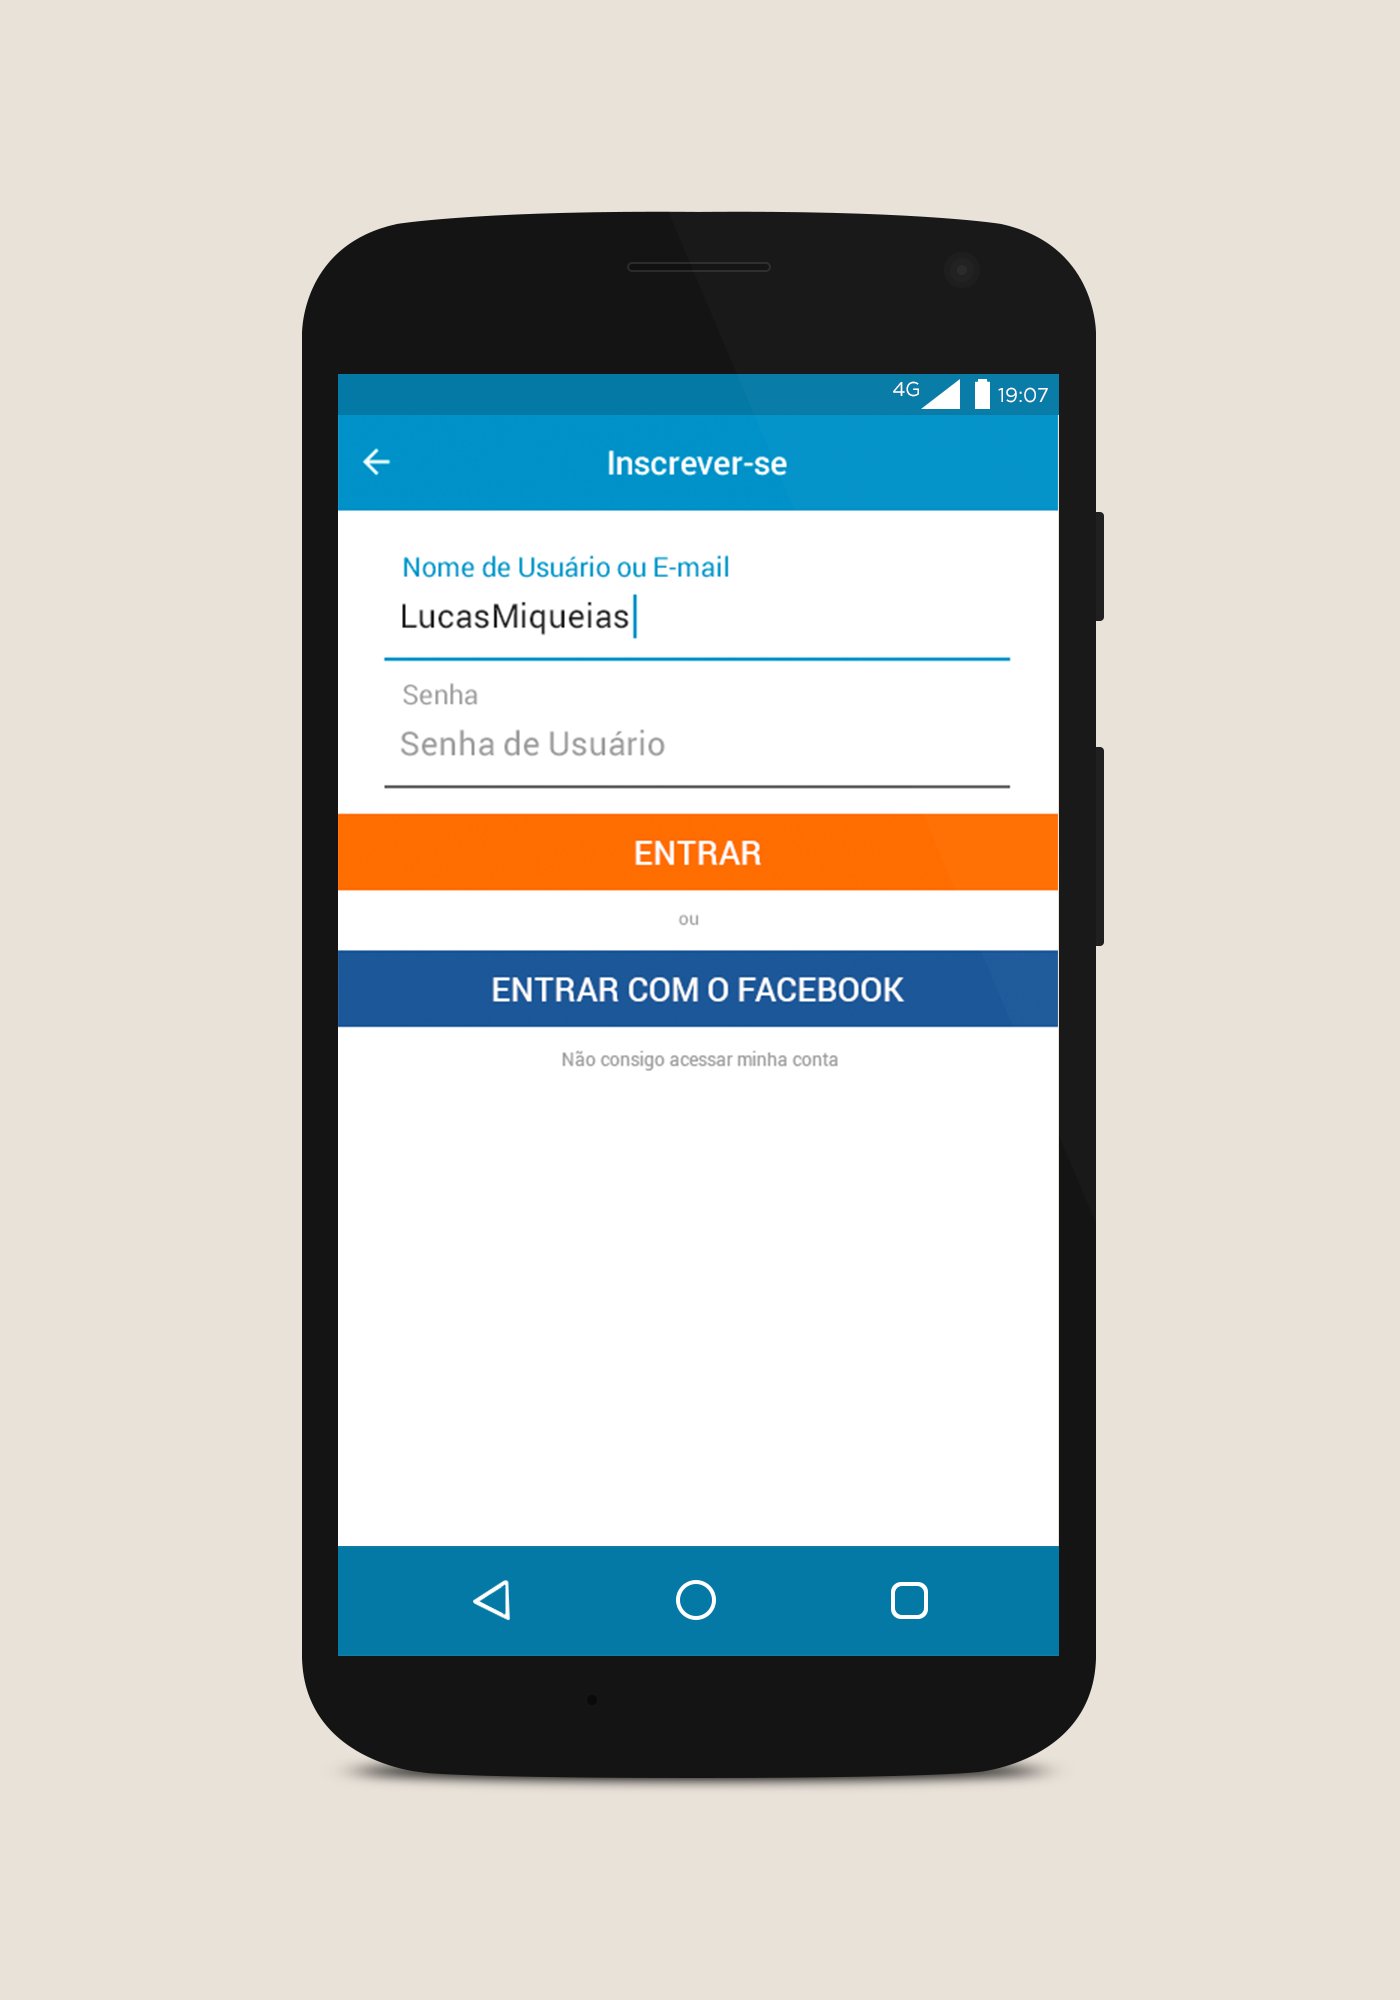 4G 19:07
Inscrever-se
Nome de Usuário ou E-mail
LucasMiqueias
Senha
Senha de Usuário
ENTRAR
ou
ENTRAR COM O FACEBOOK
Não consigo acessar minha conta